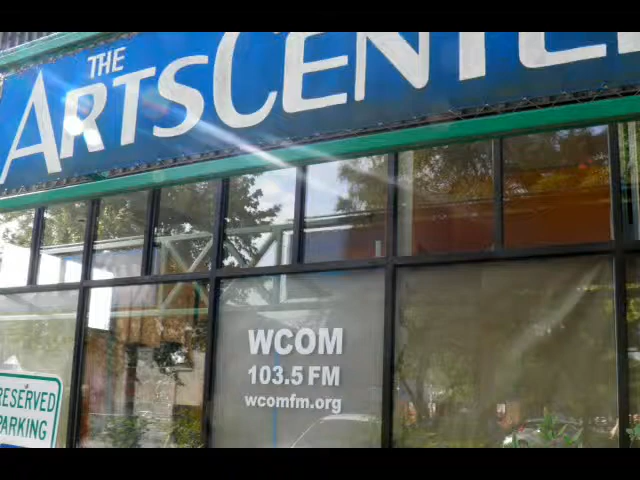 THE
ARTSCENTE
WCOM
103.5 FM
wcomfm.org
RESERVED
PARKING